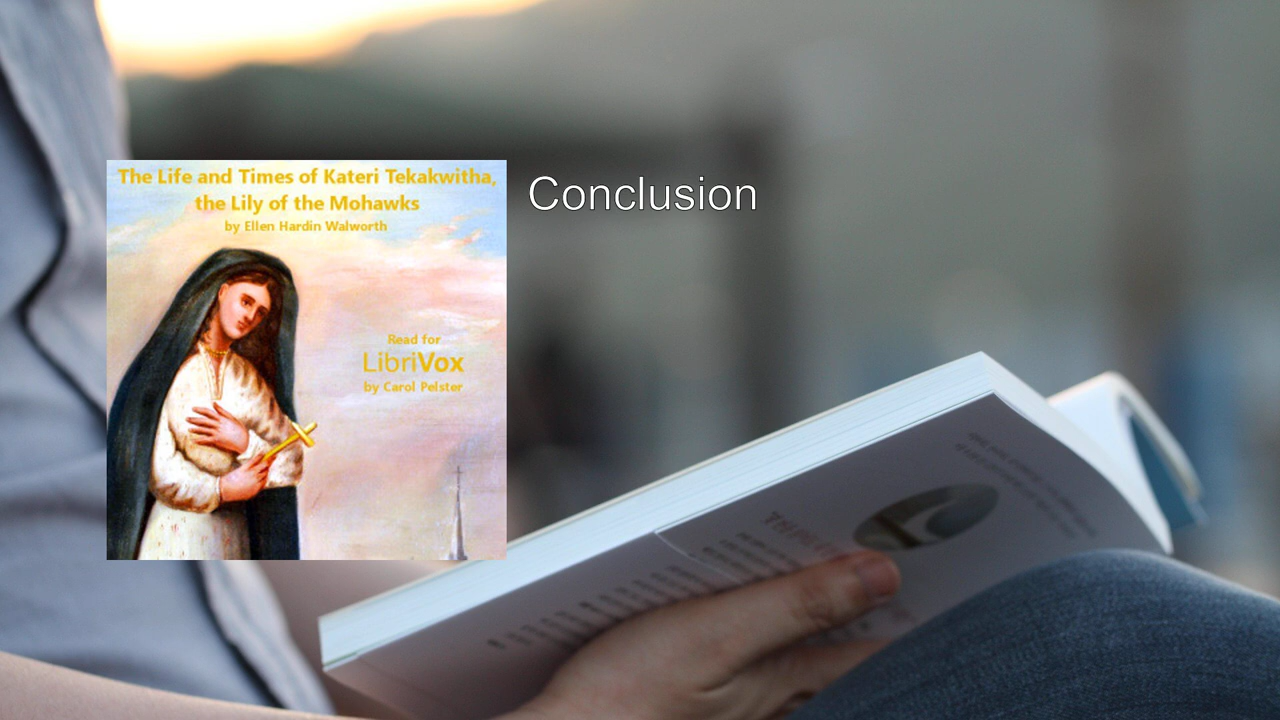 The Life and Times of Kateri Tekakwitha,
the Lily of the Mohawks
by Ellen Hardin Walworth
Read for
LibriVox
by Carol Pelster
Conclusion